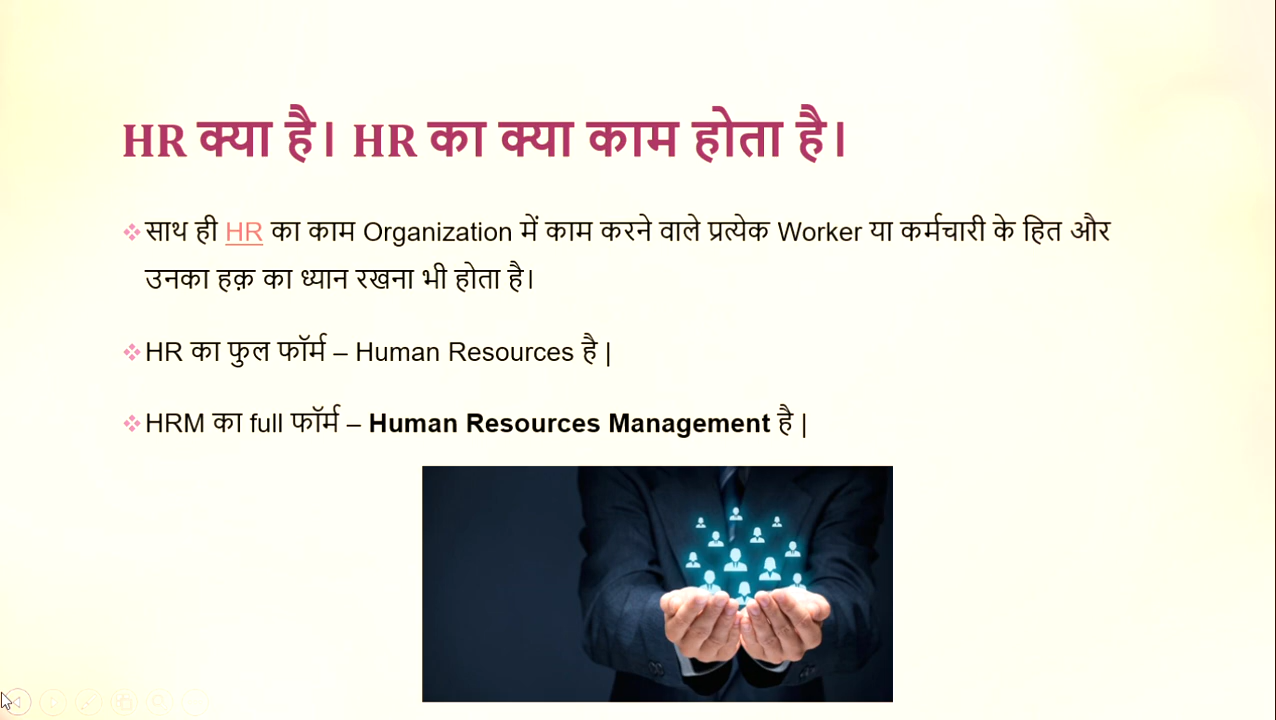 HR क्या है। HR का क्या काम होता है।
साथ ही HR का काम Organization में काम करने वाले प्रत्येक Worker या कर्मचारी के हित और
उनका हक़ का ध्यान रखना भी होता है।
HR का फुल फॉर्म – Human Resources है |
HRM का full फॉर्म – Human Resources Management है |